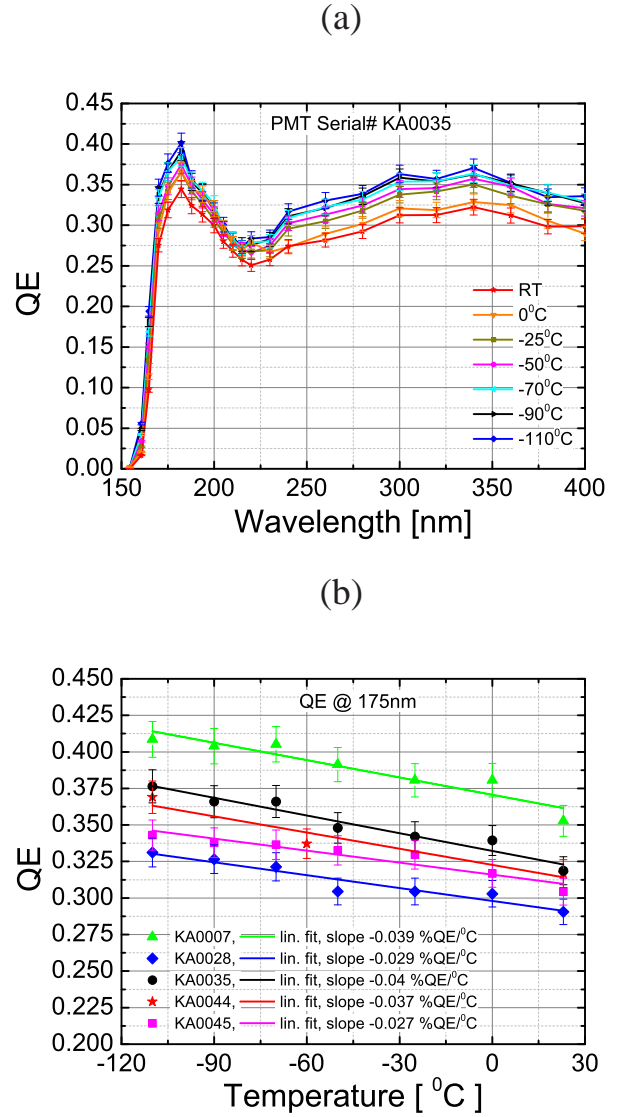 (a)
PMT Serial# KA0035
QE
0.45
0.40
0.35
0.30
0.25
0.20
0.15
0.10
0.05
0.00
RT
0⁰C
-25⁰C
-50⁰C
-70⁰C
-90⁰C
-110⁰C
150 200 250 300 350 400
Wavelength [nm]
(b)
QE @ 175nm
QE
0.450
0.425
0.400
0.375
0.350
0.325
0.300
0.275
0.250
0.225
0.200
KA0007, lin. fit, slope -0.039 %QE/⁰C
KA0028, lin. fit, slope -0.029 %QE/⁰C
KA0035, lin. fit, slope -0.04 %QE/⁰C
KA0044, lin. fit, slope -0.037 %QE/⁰C
KA0045, lin. fit, slope -0.027 %QE/⁰C
-120 -90 -60 -30 0 30
Temperature [ ⁰C]